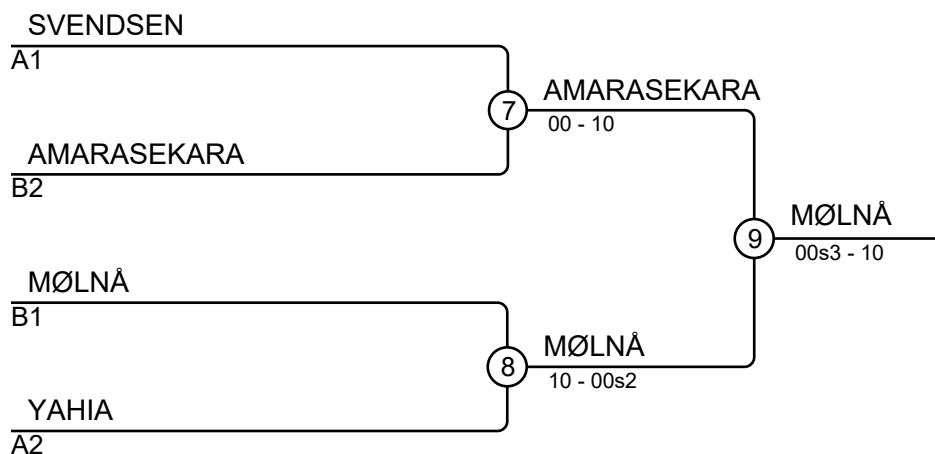 SVENDSEN
A1
7
AMARASEKARA
00 - 10
AMARASEKARA
B2
9
MØLNÅ
00s3 - 10
MØLNÅ
B1
8
MØLNÅ
10 - 00s2
YAHIA
A2